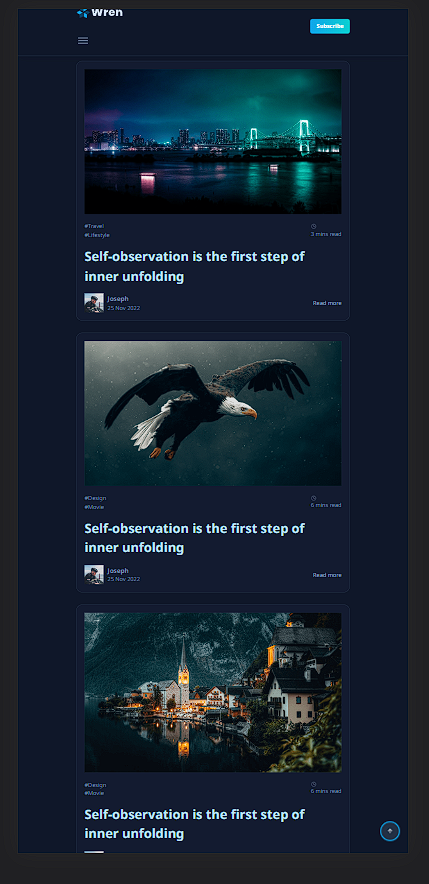 Wren
Subscribe
#Travel
#Lifestyle
3 mins read
Self-observation is the first step of
inner unfolding
Joseph
25 Nov 2022
Read more
#Design
#Movie
6 mins read
Self-observation is the first step of
inner unfolding
Joseph
25 Nov 2022
Read more
#Design
#Movie
6 mins read
Self-observation is the first step of
inner unfolding